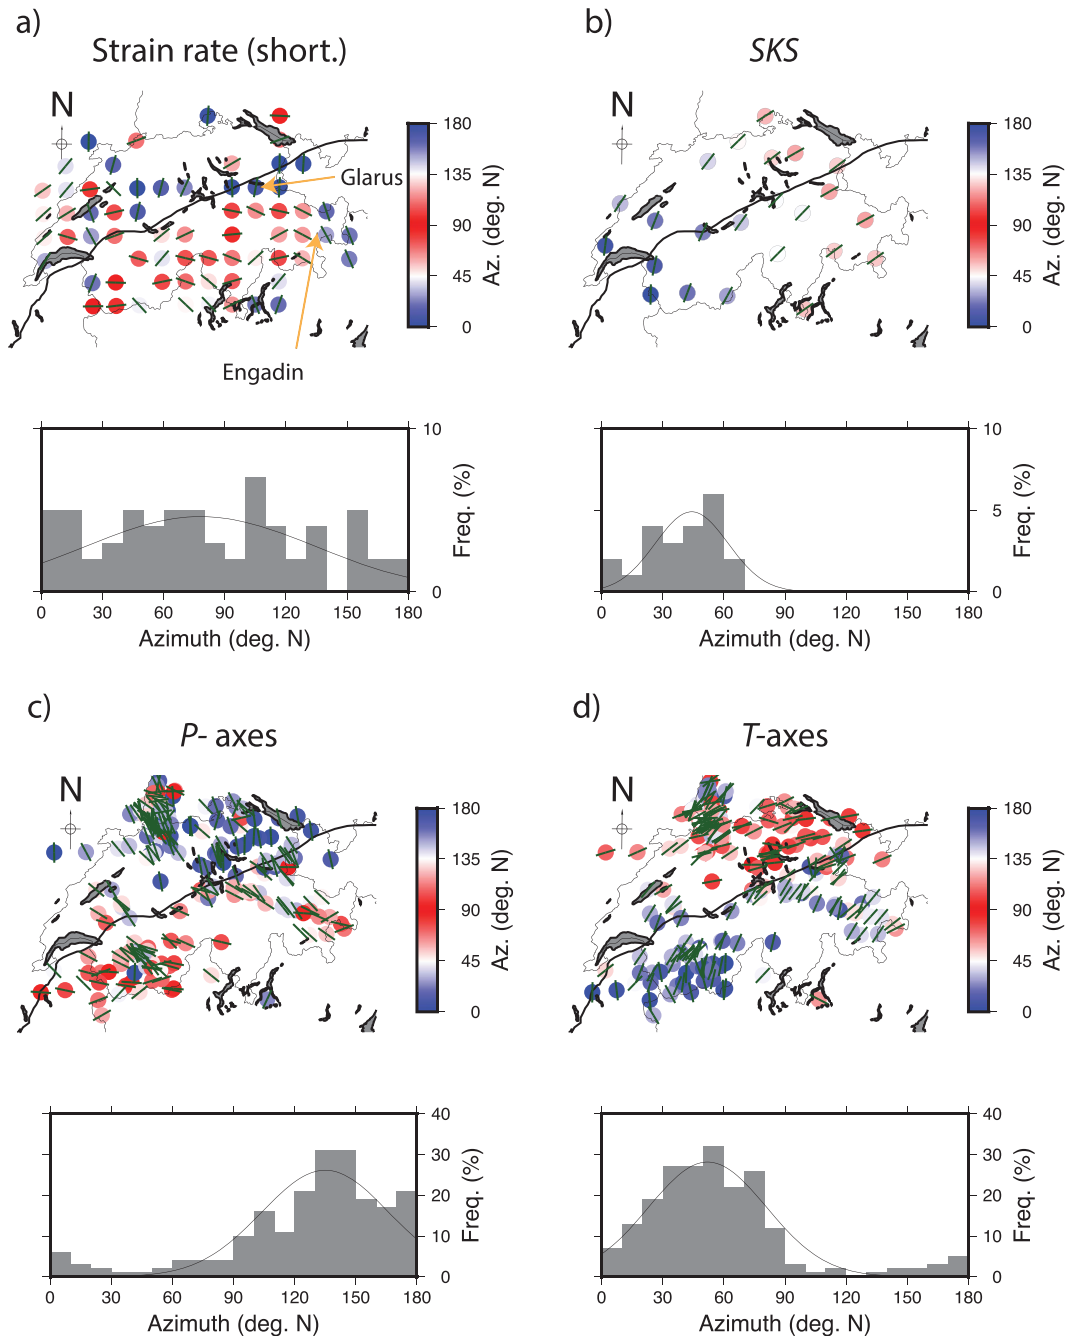 a)
Strain rate (short.)
N
Glarus
Engadin
180
135
90
45
0
Az. (deg. N)
10
0
Freq. (%)
0 30 60 90 120 150 180
Azimuth (deg. N)
b)
SKS
N
180
135
90
45
0
Az. (deg. N)
10
5
0
Freq. (%)
0 30 60 90 120 150 180
Azimuth (deg. N)
c)
P- axes
N
180
135
90
45
0
Az. (deg. N)
40
30
20
10
0
Freq. (%)
0 30 60 90 120 150 180
Azimuth (deg. N)
d)
T-axes
N
180
135
90
45
0
Az. (deg. N)
40
30
20
10
0
Freq. (%)
0 30 60 90 120 150 180
Azimuth (deg. N)